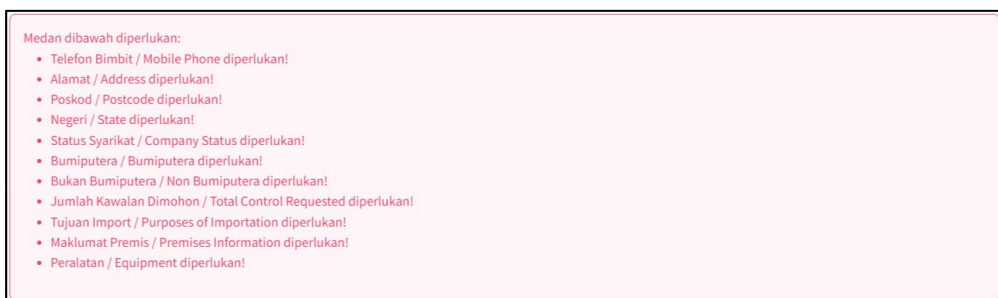 Medan dibawah diperlukan:
• Telefon Bimbit / Mobile Phone diperlukan!
• Alamat / Address diperlukan!
• Poskod / Postcode diperlukan!
• Negeri / State diperlukan!
• Status Syarikat / Company Status diperlukan!
• Bumiputera / Bumiputera diperlukan!
• Bukan Bumiputera / Non Bumiputera diperlukan!
• Jumlah Kawalan Dimohon / Total Control Requested diperlukan!
• Tujuan Import / Purposes of Importation diperlukan!
• Maklumat Premis / Premises Information diperlukan!
• Peralatan / Equipment diperlukan!